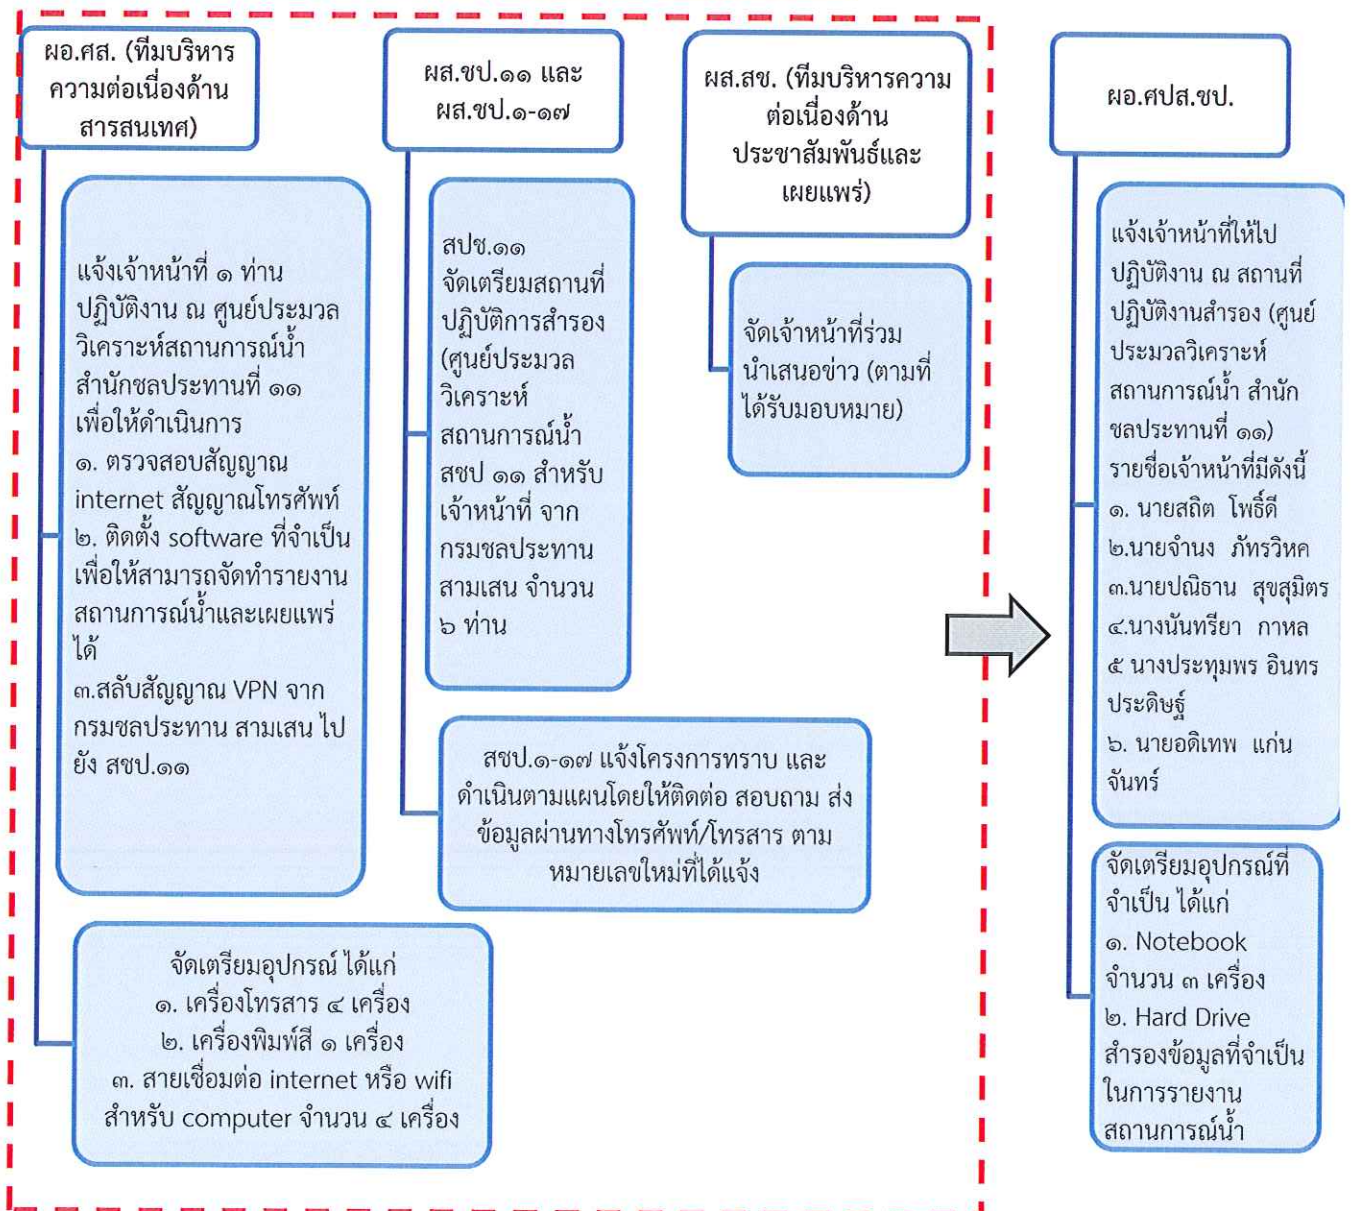 ผอ.ศส. (ทีมบริหาร
ความต่อเนื่องด้าน
สารสนเทศ)
แจ้งเจ้าหน้าที่ ๑ ท่าน
ปฏิบัติงาน ณ ศูนย์ประมวล
วิเคราะห์สถานการณ์น้ำ
สำนักชลประทานที่ ๑๑
เพื่อให้ดำเนินการ
๑. ตรวจสอบสัญญาณ
internet สัญญาณโทรศัพท์
๒. ติดตั้ง software ที่จำเป็น
เพื่อให้สามารถจัดทำรายงาน
สถานการณ์น้ำและเผยแพร่
ได้
๓.สลับสัญญาณ VPN จาก
กรมชลประทาน สามเสน ไป
ยัง สชป.๑๑
จัดเตรียมอุปกรณ์ ได้แก่
๑. เครื่องโทรสาร ๔ เครื่อง
๒. เครื่องพิมพ์สี ๑ เครื่อง
๓. สายเชื่อมต่อ internet หรือ wifi
สำหรับ computer จำนวน ๔ เครื่อง
ผส.ชป.๑๑ และ
ผส.ชป.๑-๑๗
สปช.๑๑
จัดเตรียมสถานที่
ปฏิบัติการสำรอง
(ศูนย์ประมวล
วิเคราะห์
สถานการณ์น้ำ
สชป ๑๑ สำหรับ
เจ้าหน้าที่ จาก
กรมชลประทาน
สามเสน จำนวน
๖ ท่าน
สชป.๑-๑๗ แจ้งโครงการทราบ และ
ดำเนินตามแผนโดยให้ติดต่อ สอบถาม ส่ง
ข้อมูลผ่านทางโทรศัพท์/โทรสาร ตาม
หมายเลขใหม่ที่ได้แจ้ง
ผส.สช. (ทีมบริหารความ
ต่อเนื่องด้าน
ประชาสัมพันธ์และ
เผยแพร่)
จัดเจ้าหน้าที่ร่วม
นำเสนอข่าว (ตามที่
ได้รับมอบหมาย)
ผอ.ศปส.ชป.
แจ้งเจ้าหน้าที่ให้ไป
ปฏิบัติงาน ณ สถานที่
ปฏิบัติงานสำรอง (ศูนย์
ประมวลวิเคราะห์
สถานการณ์น้ำ สำนัก
ชลประทานที่ ๑๑)
รายชื่อเจ้าหน้าที่มีดังนี้
๑. นายสถิต โพธิ์ดี
๒.นายจำนง ภัทรวิหค
๓.นายปณิธาน สุขสุมิตร
๔.นางนันทรียา กาหล
๕ นางประทุมพร อินทร
ประดิษฐ์
๖. นายอดิเทพ แก่น
จันทร์
จัดเตรียมอุปกรณ์ที่
จำเป็น ได้แก่
๑. Notebook
จำนวน ๓ เครื่อง
๒. Hard Drive
สำรองข้อมูลที่จำเป็น
ในการรายงาน
สถานการณ์น้ำ